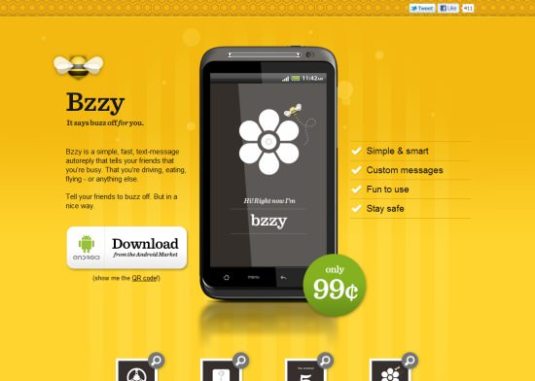 Tweet
Like
Bzzy
It says buzz off for you.
Bzzy is a simple, fast, text-message
autoreply that tells your friends that
you're busy. That you're driving, eating,
flying - or anything else.
Tell your friends to buzz off. But in a
nice way.
ANDROID
Download
from the Android Market
(show me the QR code!)
11:42 AM
Hi! Right now I'm
bzzy
menu
only
99¢
Simple & smart
Custom messages
Fun to use
Stay safe